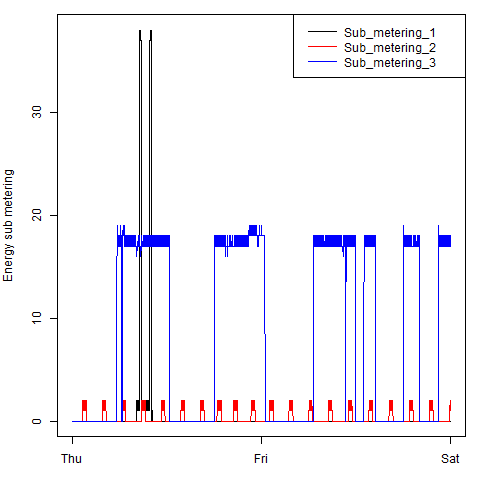 Sub_metering_1
Sub_metering_2
Sub_metering_3
Energy sub metering
30
20
10
0
Thu
Fri
Sat